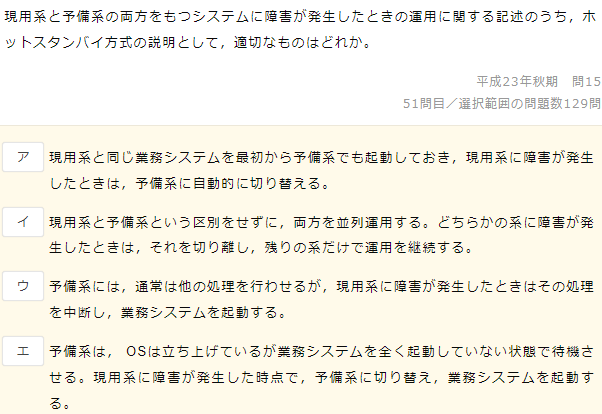 現用系と予備系の両方をもつシステムに障害が発生したときの運用に関する記述のうち，ホ
ットスタンバイ方式の説明として，適切なものはどれか。
平成23年秋期　問15
51問目／選択範囲の問題数129問
ア 現用系と同じ業務システムを最初から予備系でも起動しておき，現用系に障害が発生
したときは，予備系に自動的に切り替える。
イ 現用系と予備系という区別をせずに，両方を並列運用する。どちらかの系に障害が発
生したときは，それを切り離し，残りの系だけで運用を継続する。
ウ 予備系には，通常は他の処理を行わせるが，現用系に障害が発生したときはその処理
を中断し，業務システムを起動する。
エ 予備系は， OSは立ち上げているが業務システムを全く起動していない状態で待機さ
せる。現用系に障害が発生した時点で，予備系に切り替え，業務システムを起動す
る。